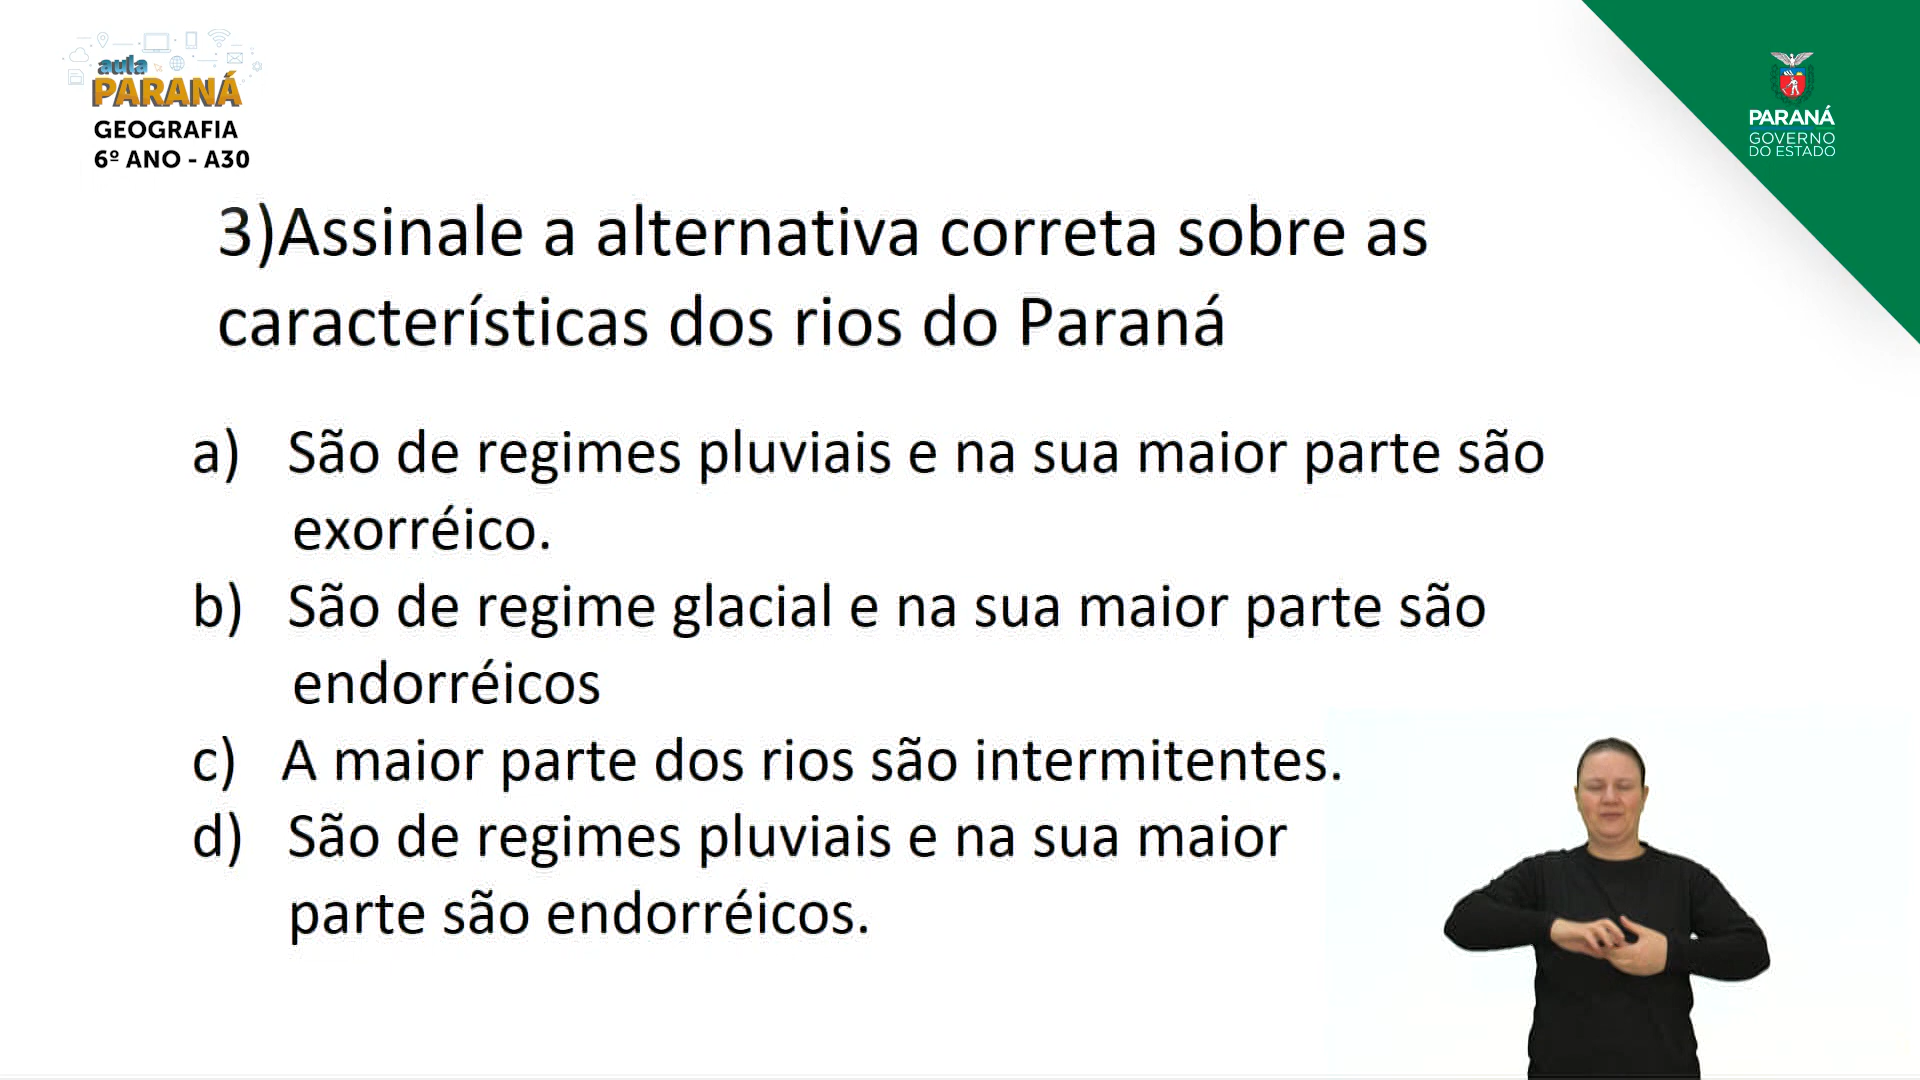 aula
PARANÁ
GEOGRAFIA
6º ANO - A30
PARANÁ
GOVERNO
DO ESTADO
3)Assinale a alternativa correta sobre as
características dos rios do Paraná
a) São de regimes pluviais e na sua maior parte são
exorréico.
b) São de regime glacial e na sua maior parte são
endorréicos
c) A maior parte dos rios são intermitentes.
d) São de regimes pluviais e na sua maior
parte são endorréicos.